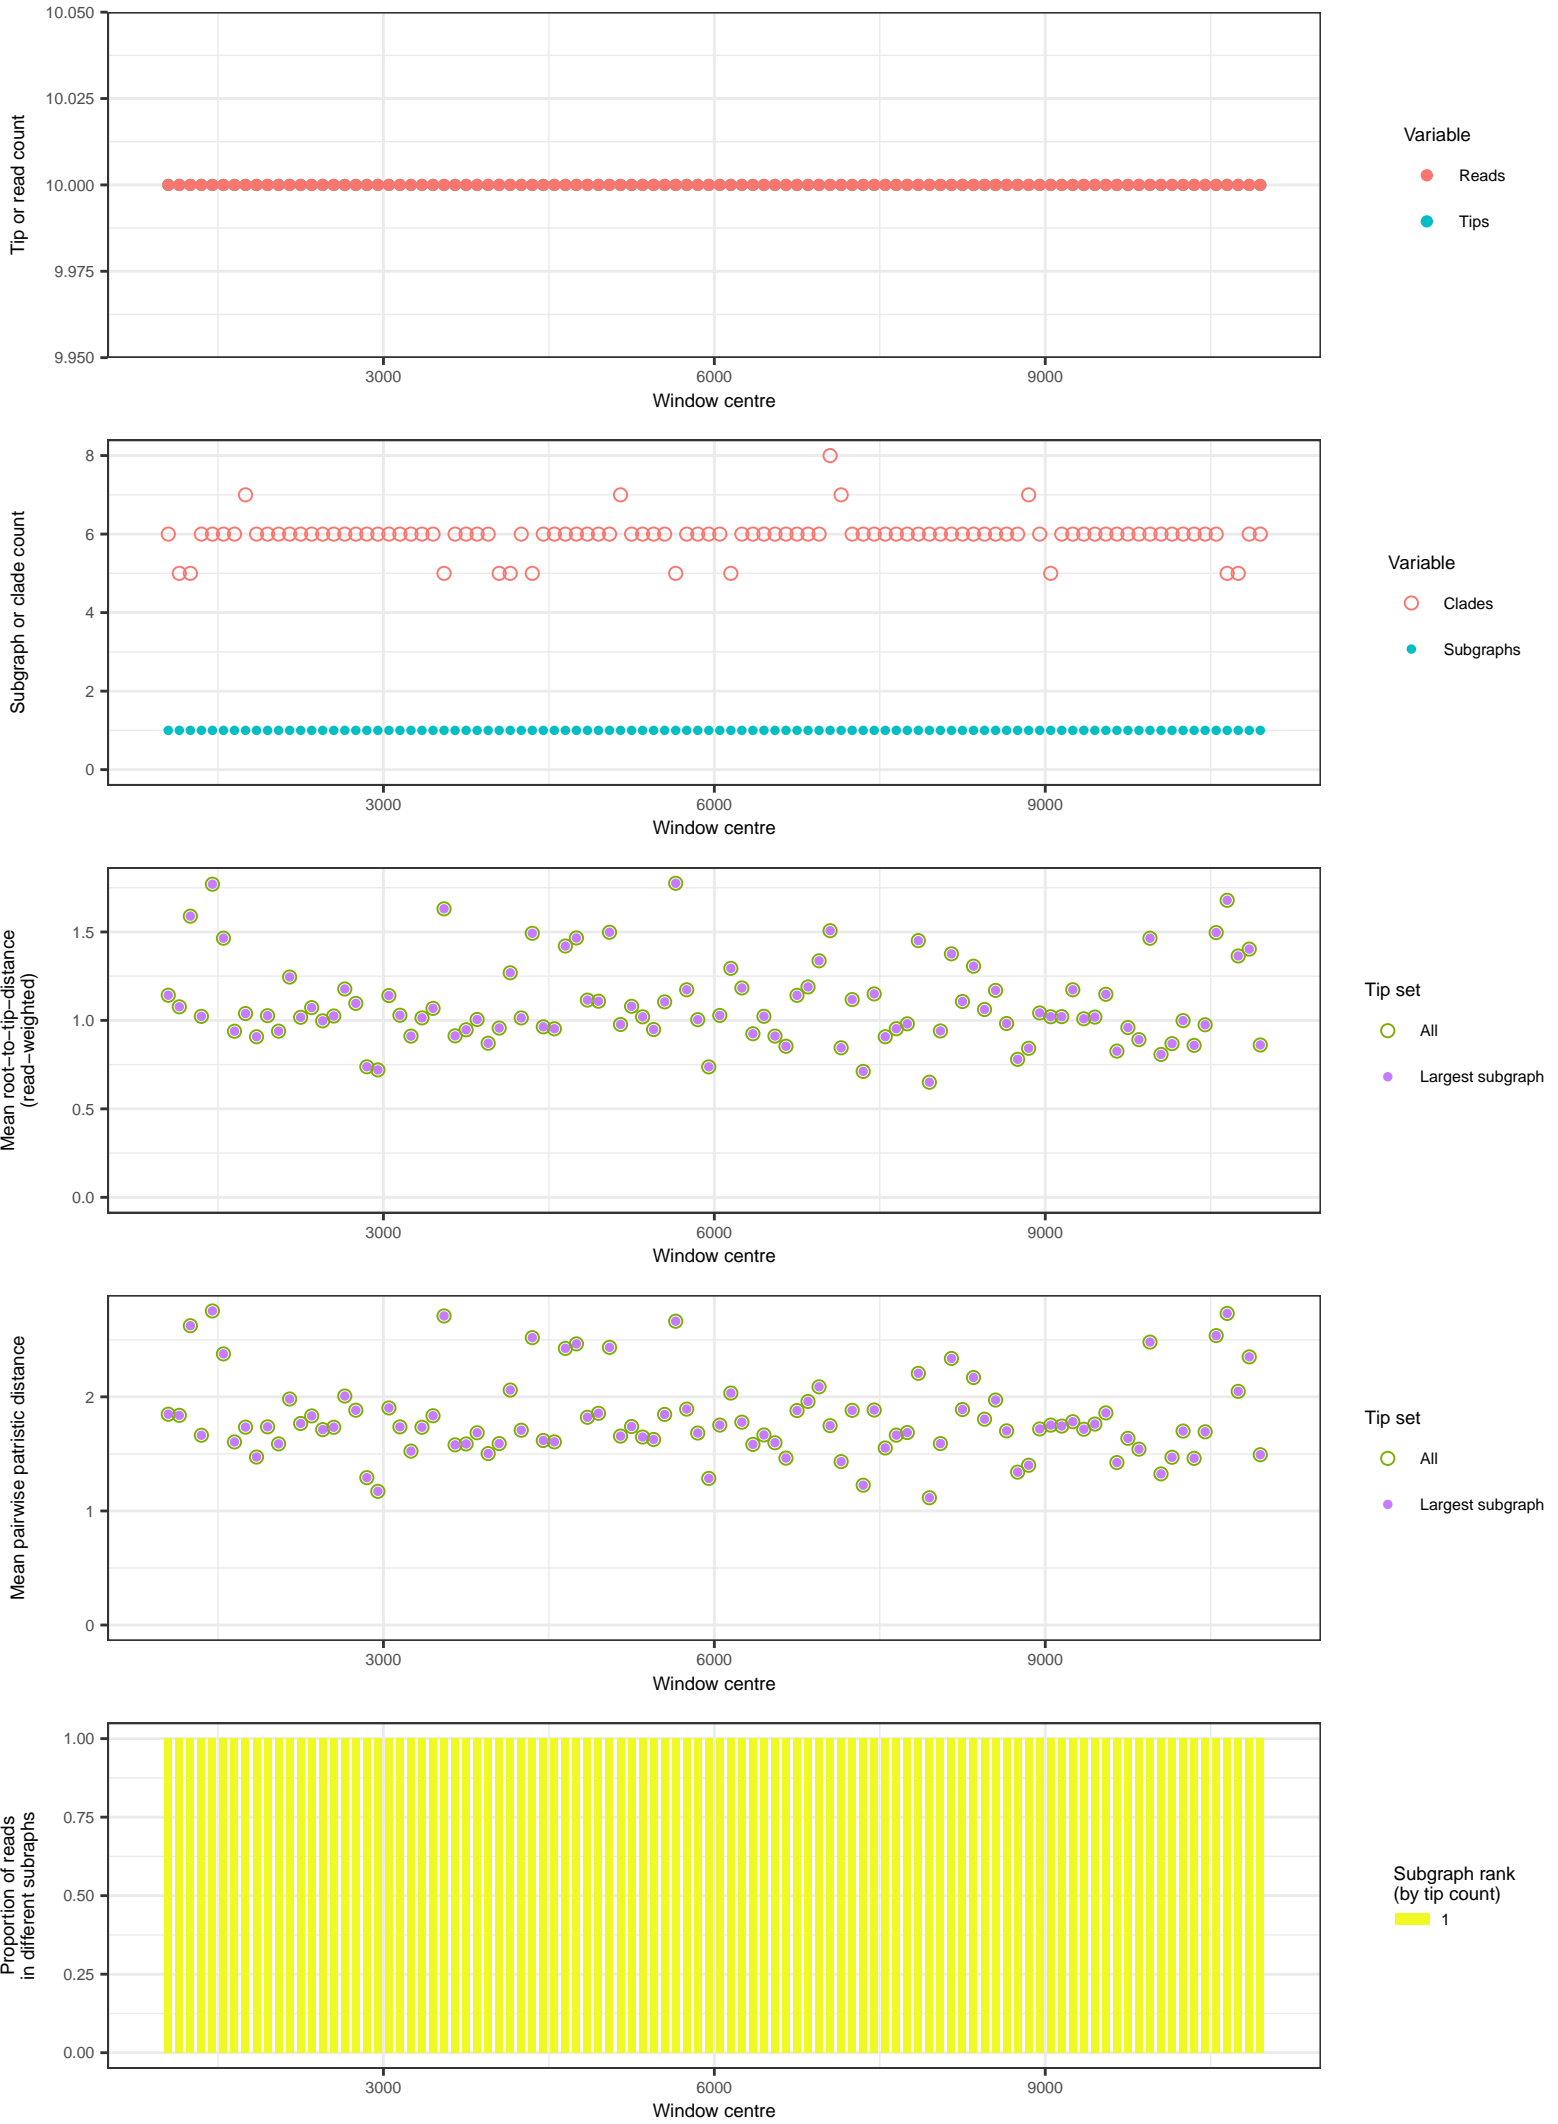 10.050
10.025
10.000
9.975
9.950
Tip or read count
3000
6000
9000
Window centre
Variable
Reads
Tips
8
6
4
2
0
Subgraph or clade count
3000
6000
9000
Window centre
Variable
Clades
Subgraphs
1.5
1.0
0.5
0.0
Mean root−to−tip−distance
(read−weighted)
3000
6000
9000
Window centre
Tip set
All
Largest subgraph
2
1
0
Mean pairwise patristic distance
3000
6000
9000
Window centre
Tip set
All
Largest subgraph
1.00
0.75
0.50
0.25
0.00
Proportion of reads
in different subraphs
3000
6000
9000
Window centre
Subgraph rank
(by tip count)
1